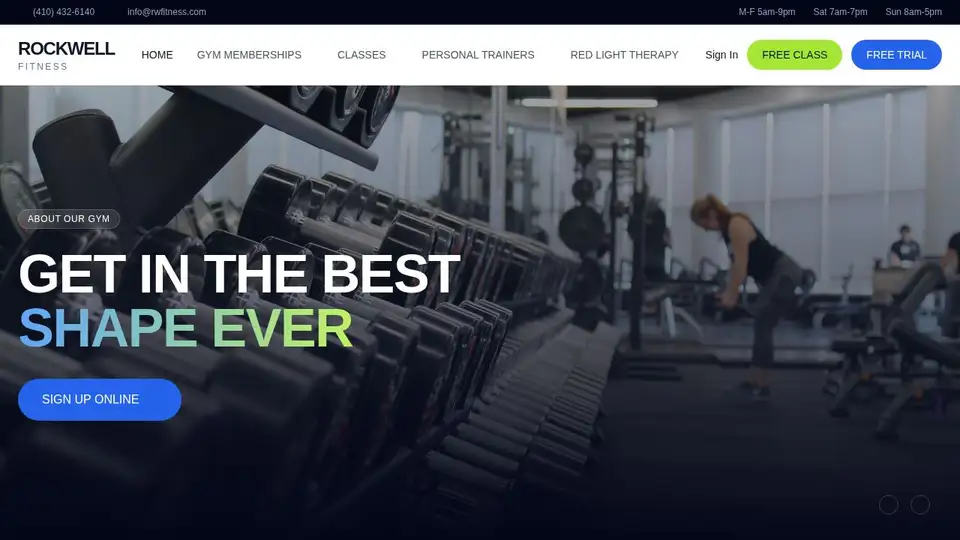 (410) 432-6140 info@rwfitness.com M-F 5am-9pm Sat 7am-7pm Sun 8am-5pm
ROCKWELL
FITNESS
HOME GYM MEMBERSHIPS CLASSES PERSONAL TRAINERS RED LIGHT THERAPY Sign In FREE CLASS FREE TRIAL
ABOUT OUR GYM
GET IN THE BEST
SHAPE EVER
SIGN UP ONLINE